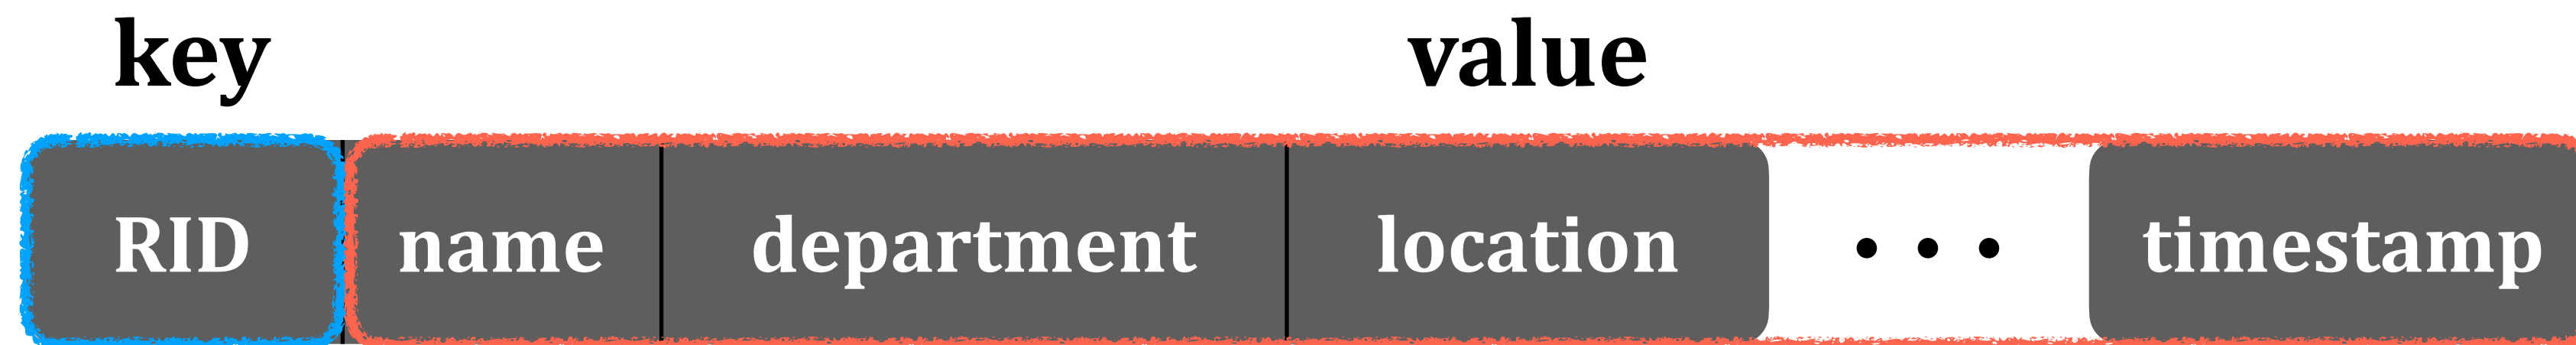 key value
RID name department location ... timestamp